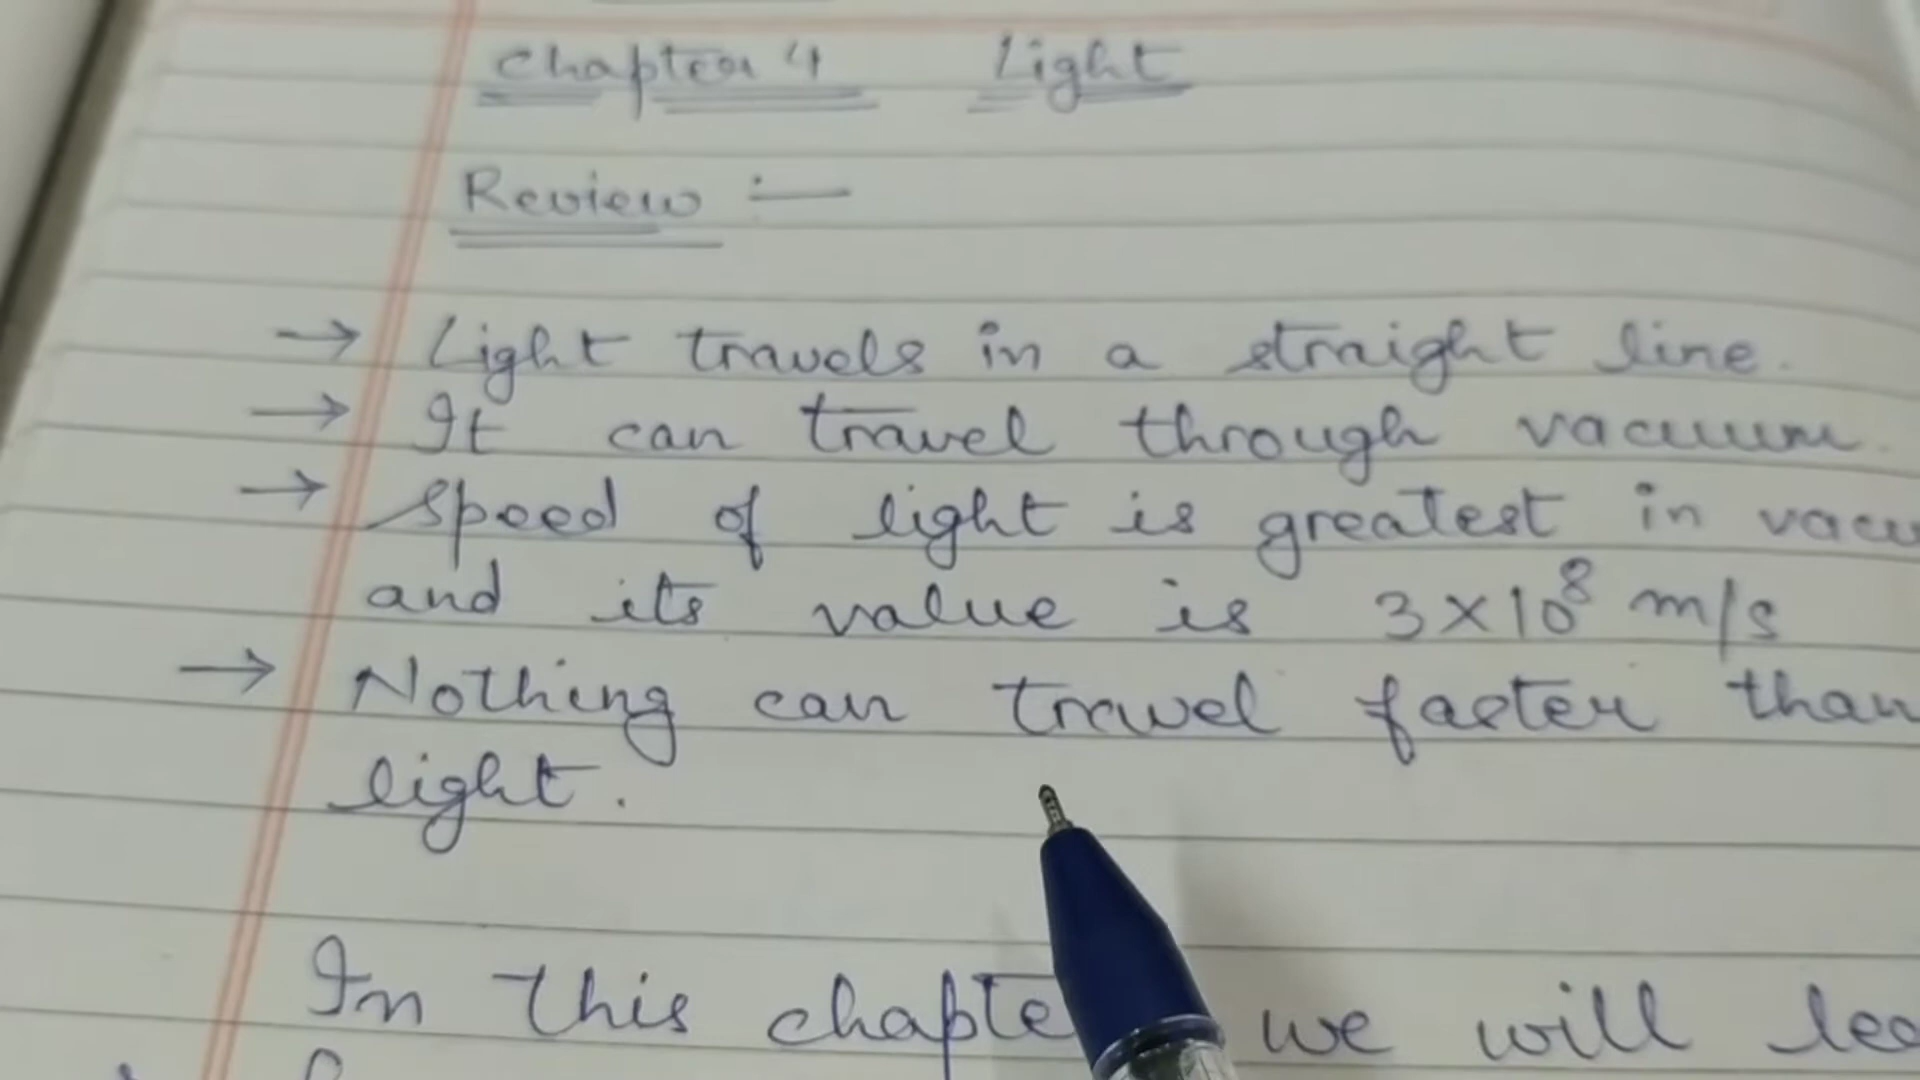 Chapter 4 Light
Review :—
→ Light travels in a straight line.
→ It can travel through vacuum.
→ Speed of light is greatest in
and its value is 3×10⁸ m/s
→ Nothing can travel faster than
light.
In this we will